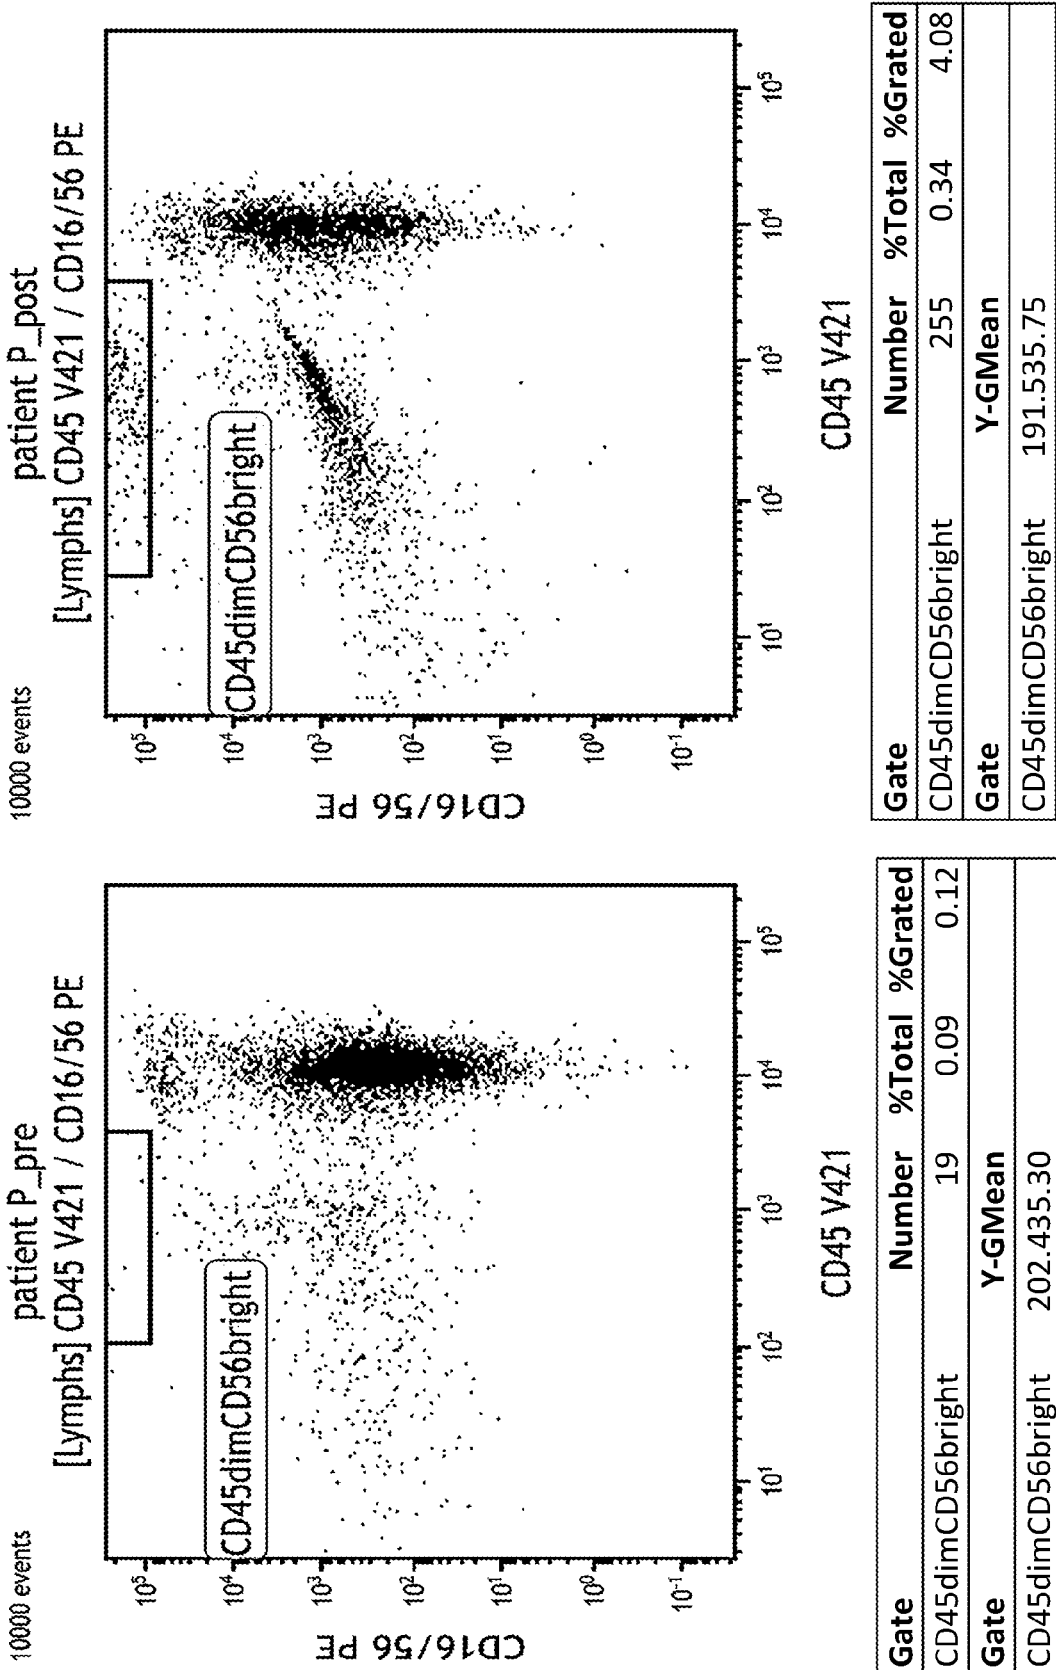 10000 events
patient P_pre
[Lymphs] CD45 V421 / CD16/56 PE
CD16/56 PE
10⁵
10⁴
10³
10²
10¹
10⁰
10⁻¹
CD45dimCD56bright
10¹ 10² 10³ 10⁴ 10⁵
CD45 V421
Gate Number %Total %Grated
CD45dimCD56bright 19 0.09 0.12
Gate Y-GMean
CD45dimCD56bright 202.435.30
10000 events
patient P_post
[Lymphs] CD45 V421 / CD16/56 PE
CD16/56 PE
10⁵
10⁴
10³
10²
10¹
10⁰
10⁻¹
CD45dimCD56bright
10¹ 10² 10³ 10⁴ 10⁵
CD45 V421
Gate Number %Total %Grated
CD45dimCD56bright 255 0.34 4.08
Gate Y-GMean
CD45dimCD56bright 191.535.75